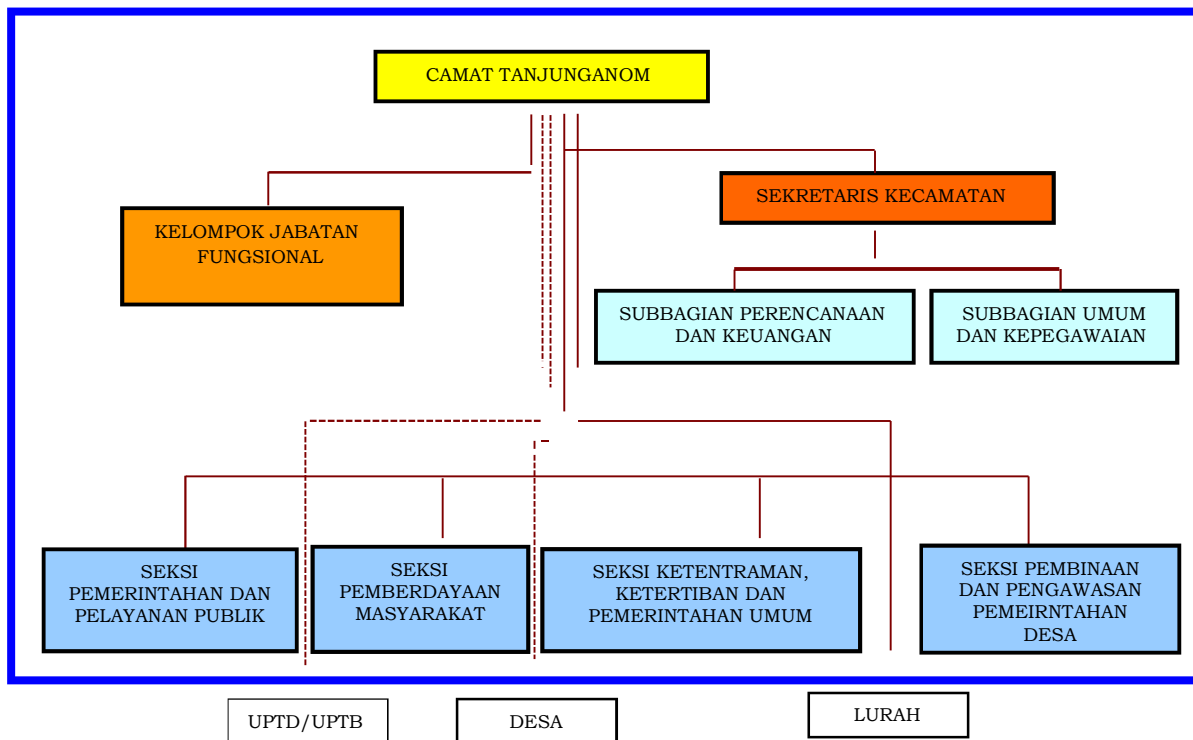 CAMAT TANJUNGANOM
SEKRETARIS KECAMATAN
KELOMPOK JABATAN
FUNGSIONAL
SUBBAGIAN PERENCANAAN
DAN KEUANGAN
SUBBAGIAN UMUM
DAN KEPEGAWAIAN
SEKSI
PEMERINTAHAN DAN
PELAYANAN PUBLIK
SEKSI
PEMBERDAYAAN
MASYARAKAT
SEKSI KETENTRAMAN,
KETERTIBAN DAN
PEMERINTAHAN UMUM
SEKSI PEMBINAAN
DAN PENGAWASAN
PEMEIRNTAHAN
DESA
UPTD/UPTB
DESA
LURAH